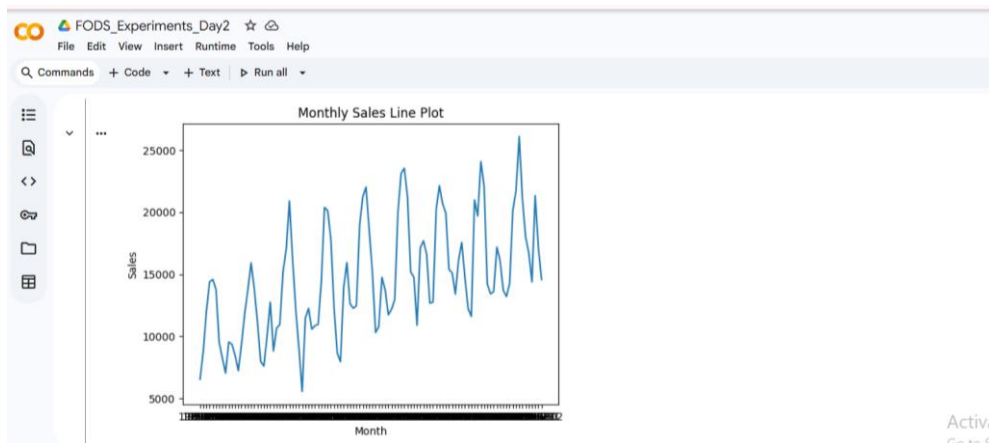 CO FODS_Experiments_Day2
File Edit View Insert Runtime Tools Help
Commands + Code + Text Run all
...
Monthly Sales Line Plot
25000
20000
15000
10000
5000
Sales
Month
Activ